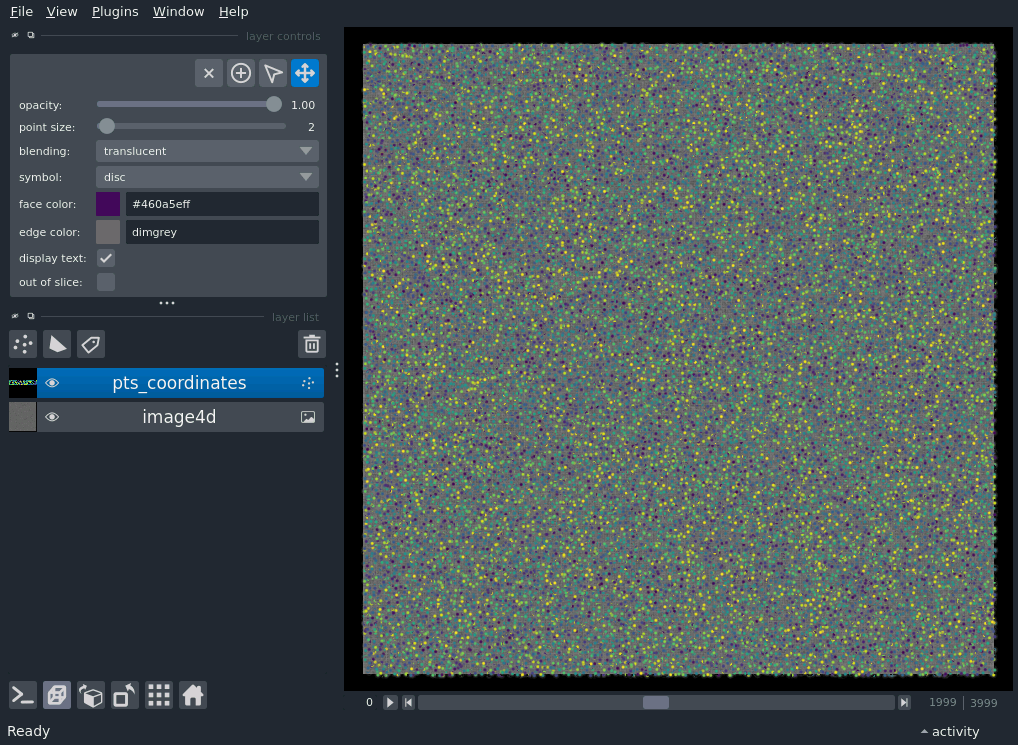 File View Plugins Window Help
layer controls
opacity: 1.00
point size: 2
blending: translucent
symbol: disc
face color: #460a5eff
edge color: dimgrey
display text:
out of slice:
layer list
pts_coordinates
image4d
0 1999 3999
Ready activity